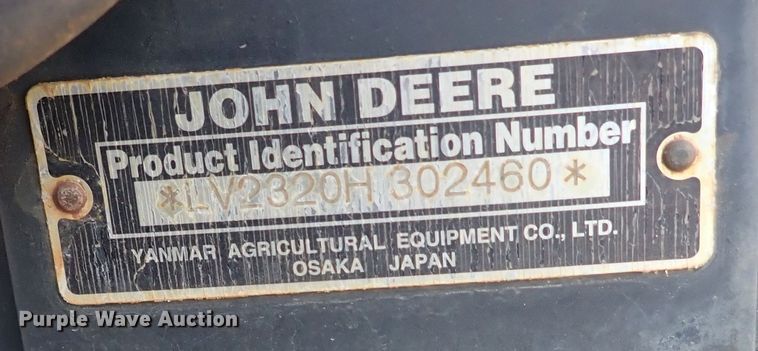 JOHN DEERE
Product Identification Number
*LV2320H 302460*
YANMAR AGRICULTURAL EQUIPMENT CO., LTD.
OSAKA JAPAN
Purple Wave Auction